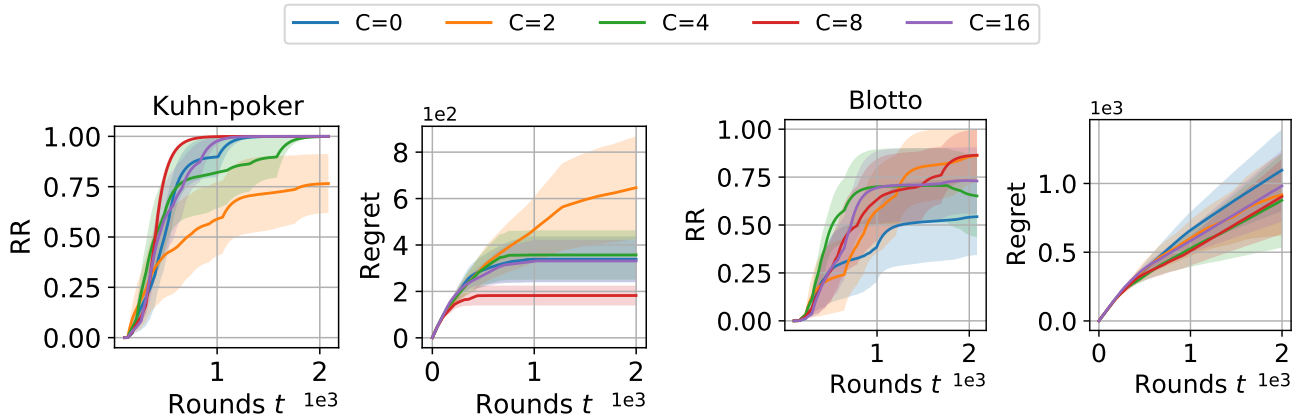 C=0 C=2 C=4 C=8 C=16
Kuhn-poker
RR
1.00
0.75
0.50
0.25
0.00
1 2
Rounds t 1e3
1e2
Regret
8
6
4
2
0
0 1 2
Rounds t 1e3
Blotto
RR
1.00
0.75
0.50
0.25
0.00
1 2
Rounds t 1e3
1e3
Regret
1.0
0.5
0.0
0 1 2
Rounds t 1e3